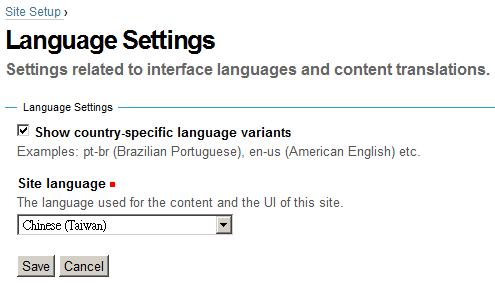 Site Setup ›
Language Settings
Settings related to interface languages and content translations.
Language Settings
Show country-specific language variants
Examples: pt-br (Brazilian Portuguese), en-us (American English) etc.
Site language
The language used for the content and the UI of this site.
Chinese (Taiwan)
Save Cancel